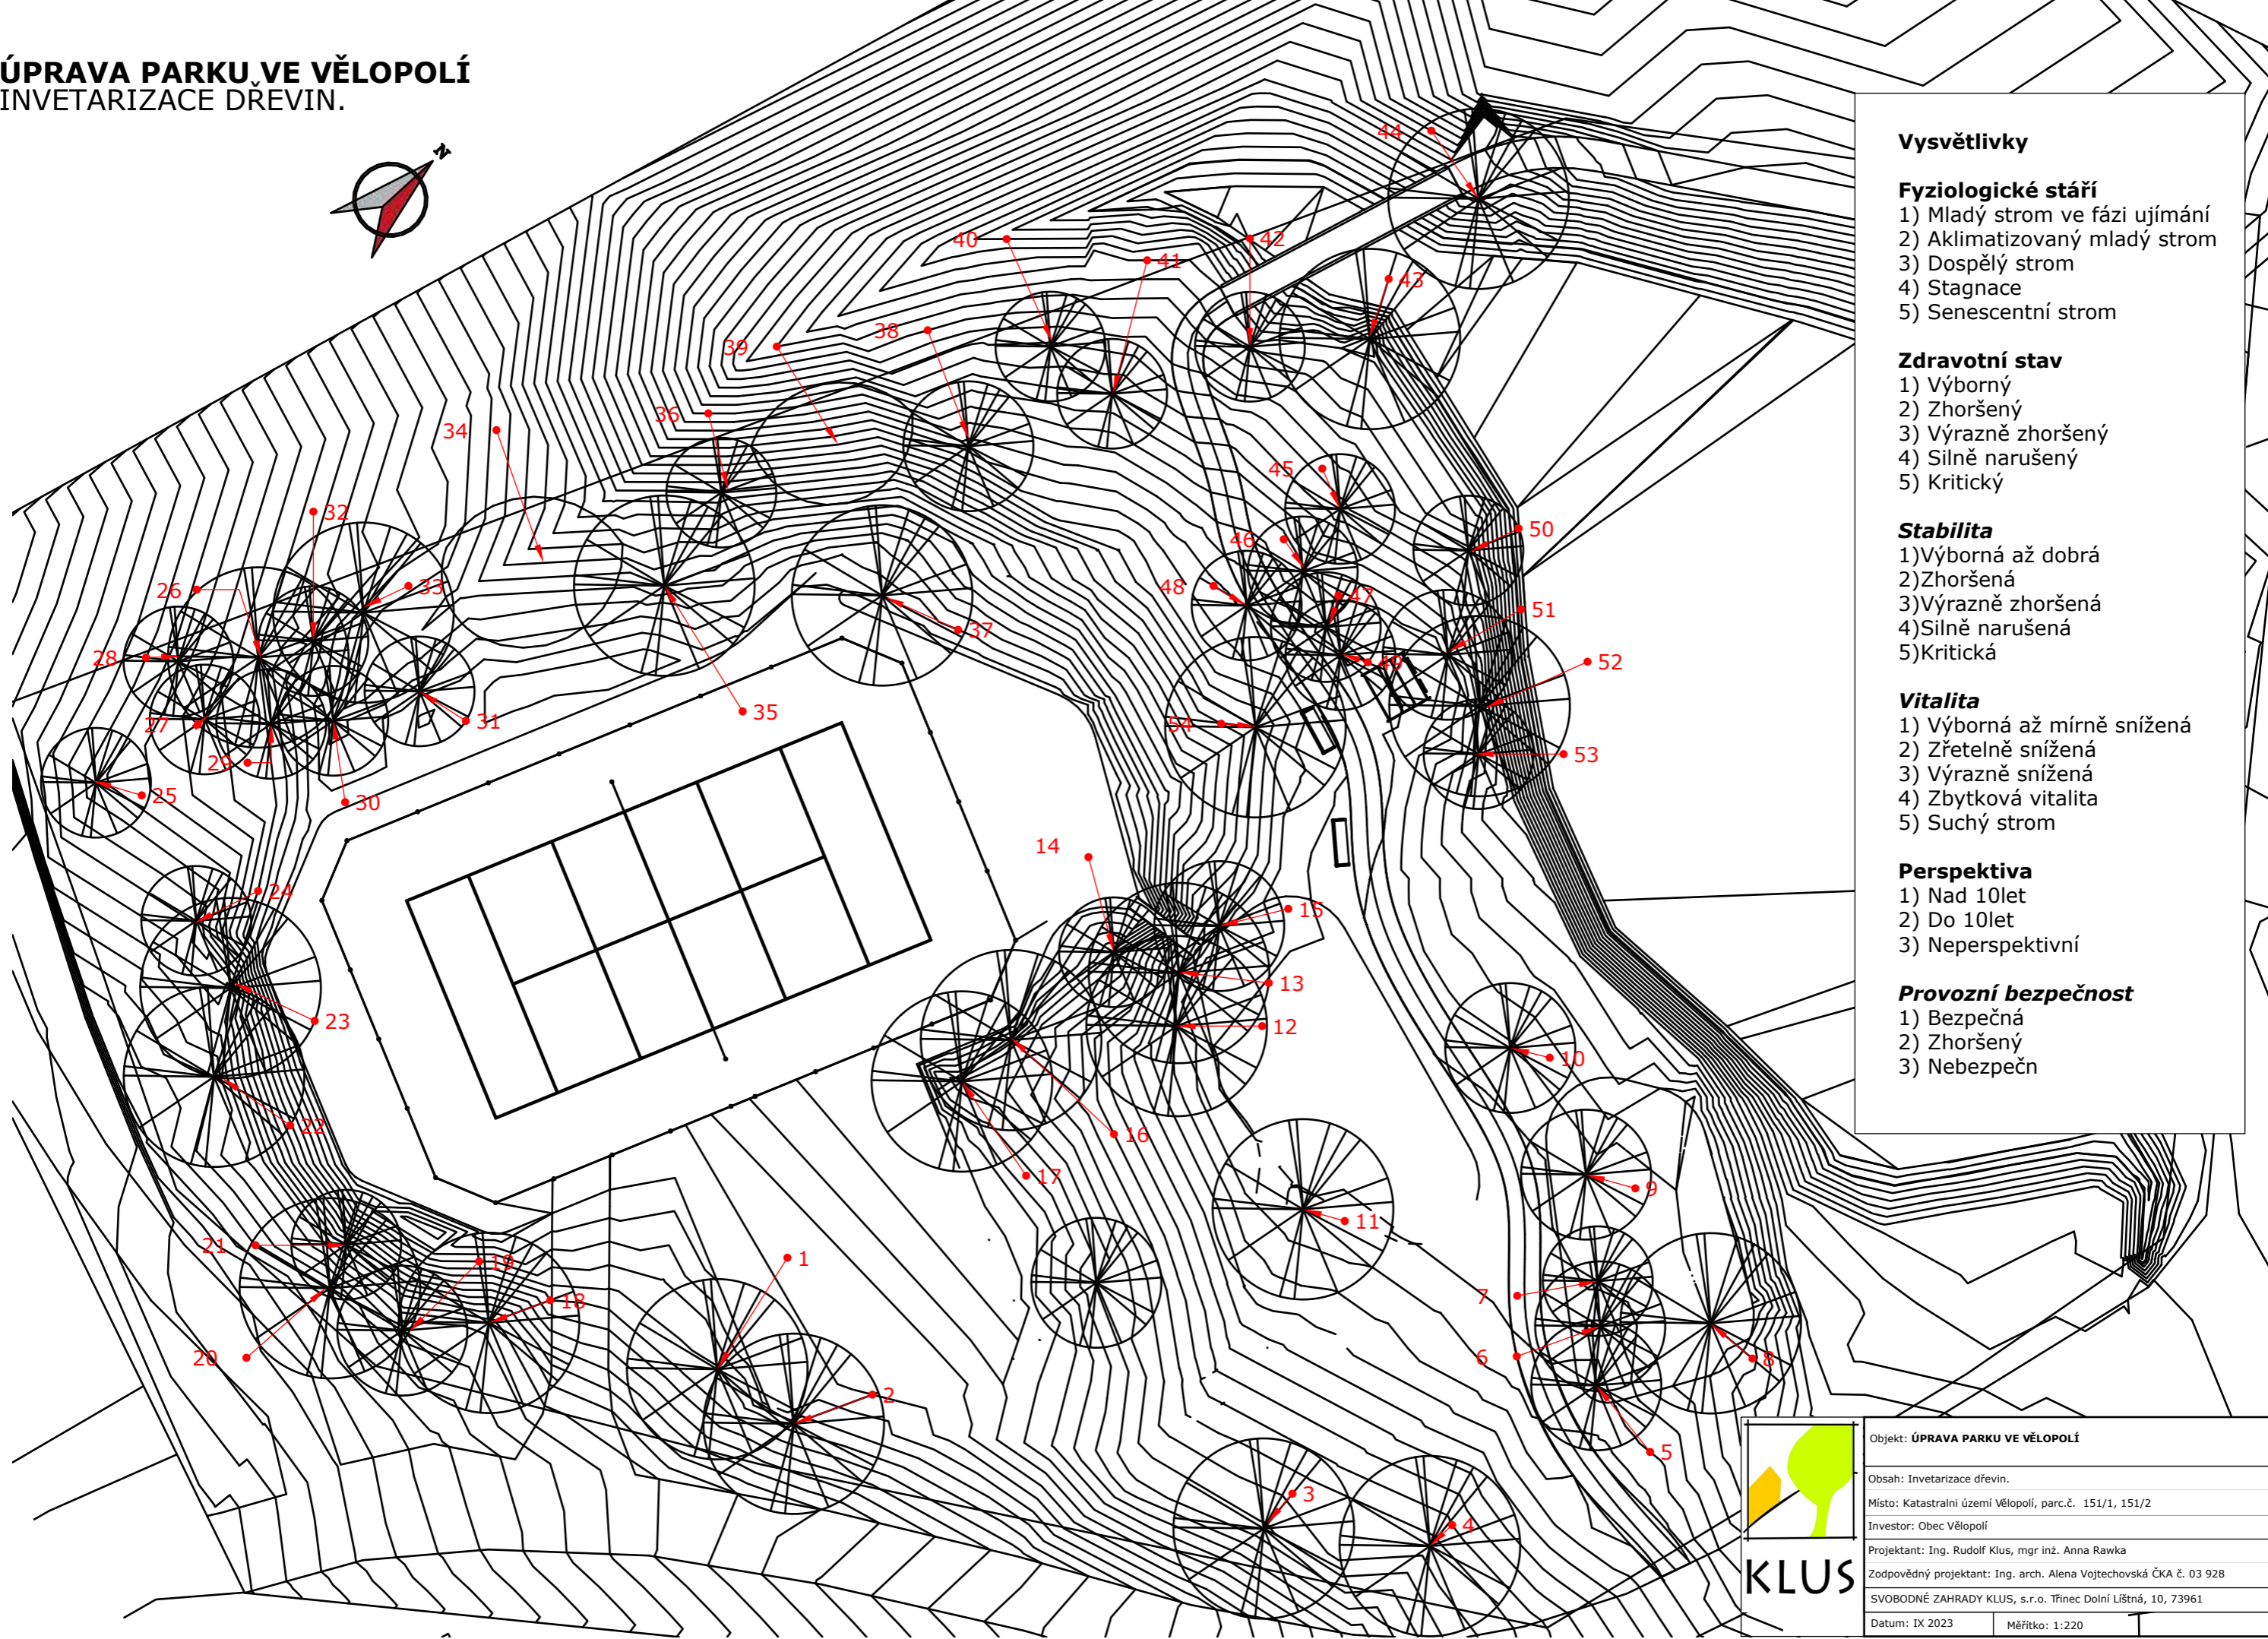 ÚPRAVA PARKU VE VĚLOPOLÍ
INVETARIZACE DŘEVIN.
N
44
40
42
41
43
38
39
36
34
45
32
50
46
26
33
48
47
51
37
28
49
52
35
31
27
54
53
29
25
30
14
24
15
13
23
12
10
22
16
17
9
11
21
19
1
7
18
20
6
8
2
5
3
4
Vysvětlivky
Fyziologické stáří
1) Mladý strom ve fázi ujímání
2) Aklimatizovaný mladý strom
3) Dospělý strom
4) Stagnace
5) Senescentní strom
Zdravotní stav
1) Výborný
2) Zhoršený
3) Výrazně zhoršený
4) Silně narušený
5) Kritický
Stabilita
1)Výborná až dobrá
2)Zhoršená
3)Výrazně zhoršená
4)Silně narušená
5)Kritická
Vitalita
1) Výborná až mírně snížená
2) Zřetelně snížená
3) Výrazně snížená
4) Zbytková vitalita
5) Suchý strom
Perspektiva
1) Nad 10let
2) Do 10let
3) Neperspektivní
Provozní bezpečnost
1) Bezpečná
2) Zhoršený
3) Nebezpečn
KLUS
Objekt: ÚPRAVA PARKU VE VĚLOPOLÍ
Obsah: Invetarizace dřevin.
Místo: Katastralni území Vělopolí, parc.č. 151/1, 151/2
Investor: Obec Vělopolí
Projektant: Ing. Rudolf Klus, mgr inż. Anna Rawka
Zodpovědný projektant: Ing. arch. Alena Vojtechovská ČKA č. 03 928
SVOBODNÉ ZAHRADY KLUS, s.r.o. Třinec Dolní Líštná, 10, 73961
Datum: IX 2023 Měřítko: 1:220